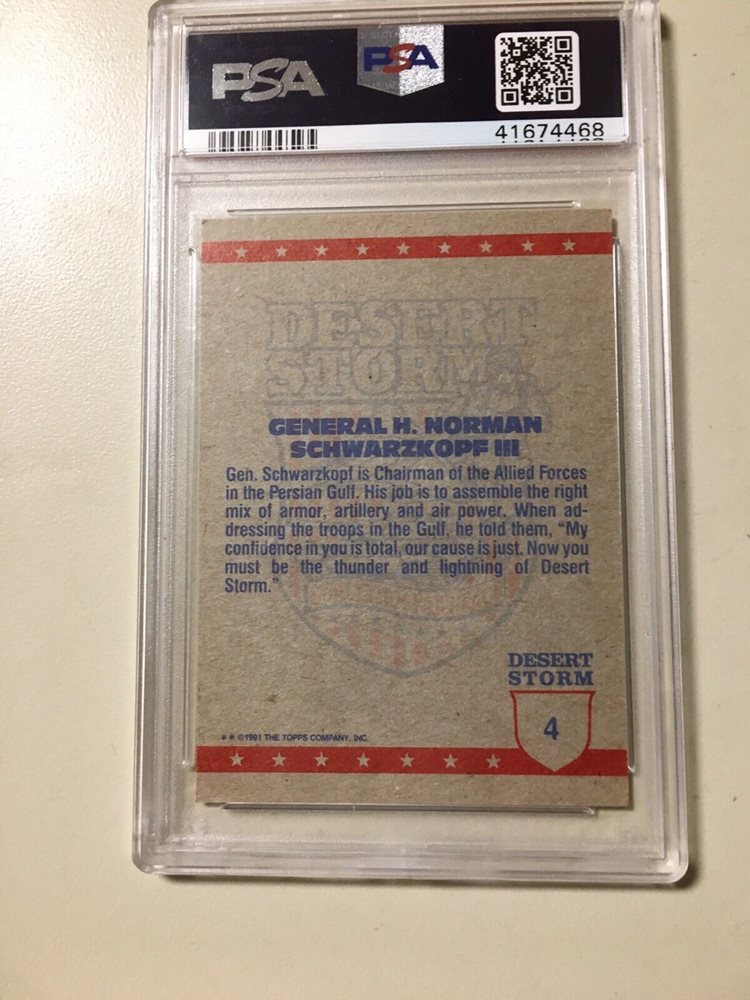 PSA
PSA
41674468
DESERT
STORM
GENERAL H. NORMAN
SCHWARZKOPF III
Gen. Schwarzkopf is Chairman of the Allied Forces
in the Persian Gulf. His job is to assemble the right
mix of armor, artillery and air power. When ad-
dressing the troops in the Gulf, he told them, “My
confidence in you is total, our cause is just. Now you
must be the thunder and lightning of Desert
Storm.”
DESERT
STORM
4
** ©1991 THE TOPPS COMPANY, INC.